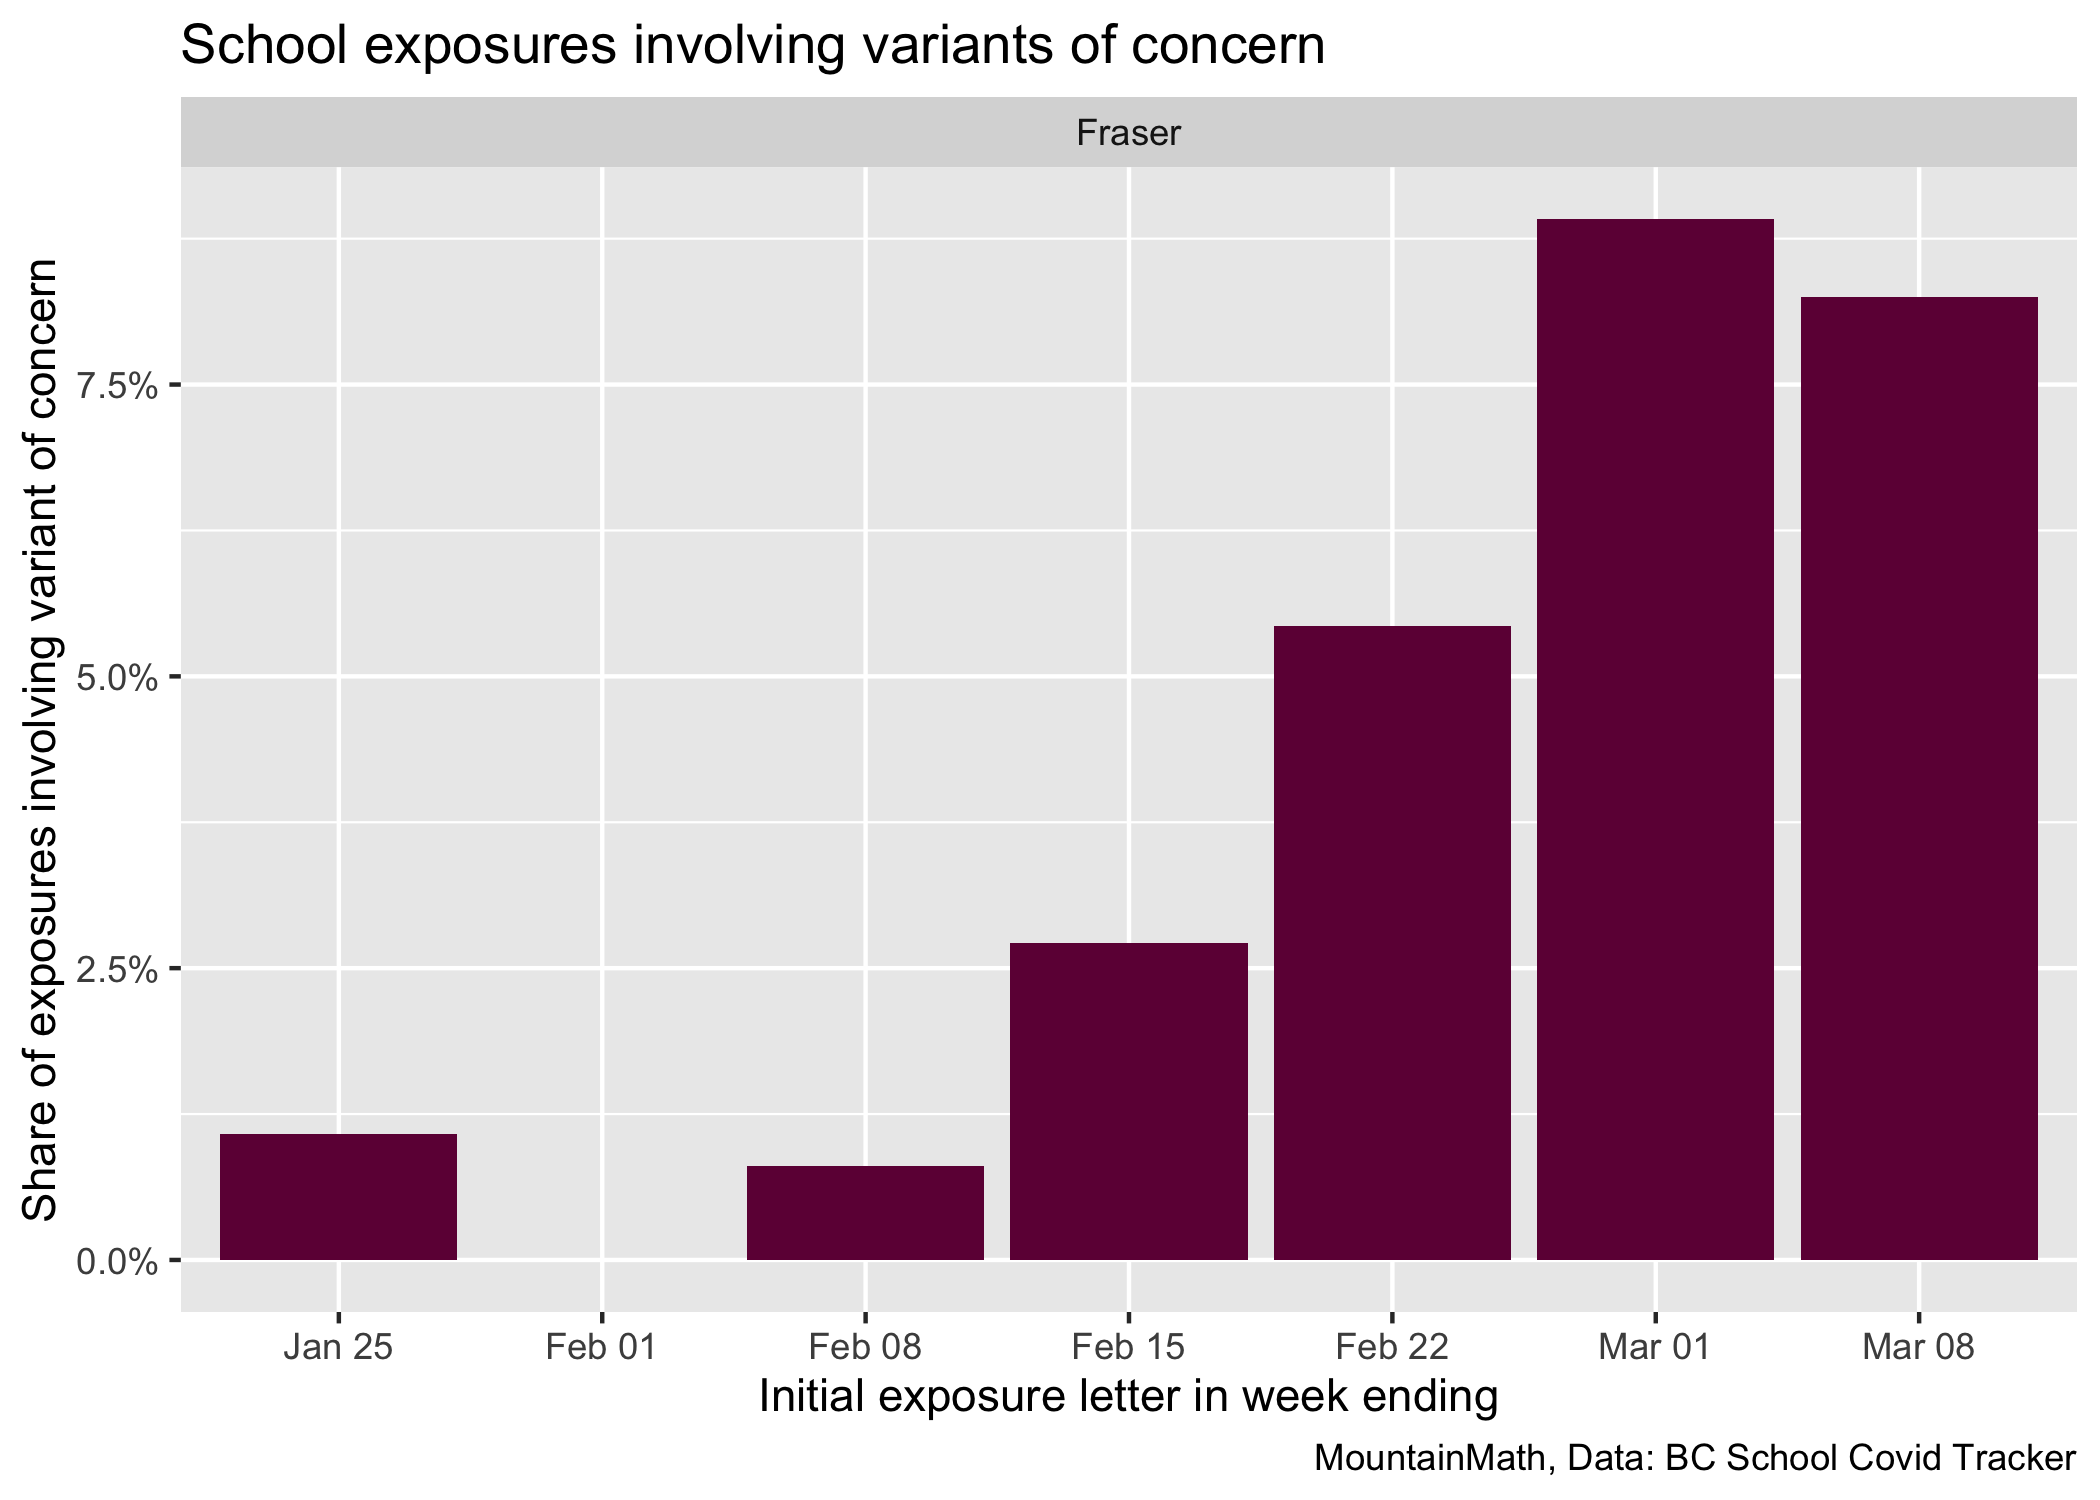 School exposures involving variants of concern
Fraser
Share of exposures involving variant of concern
7.5%
5.0%
2.5%
0.0%
Jan 25
Feb 01
Feb 08
Feb 15
Feb 22
Mar 01
Mar 08
Initial exposure letter in week ending
MountainMath, Data: BC School Covid Tracker